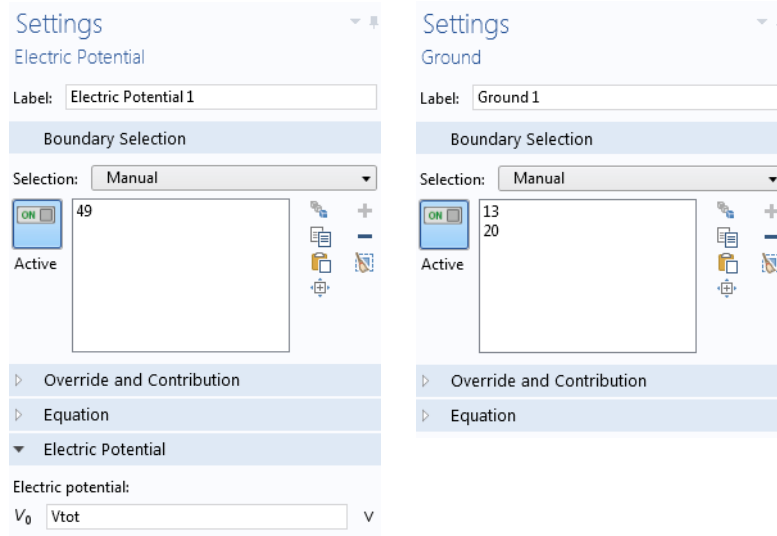 Settings
Electric Potential
Label: Electric Potential 1
Boundary Selection
Selection: Manual
ON
49
Active
Override and Contribution
Equation
Electric Potential
Electric potential:
V0 Vtot V
Settings
Ground
Label: Ground 1
Boundary Selection
Selection: Manual
ON
13
20
Active
Override and Contribution
Equation